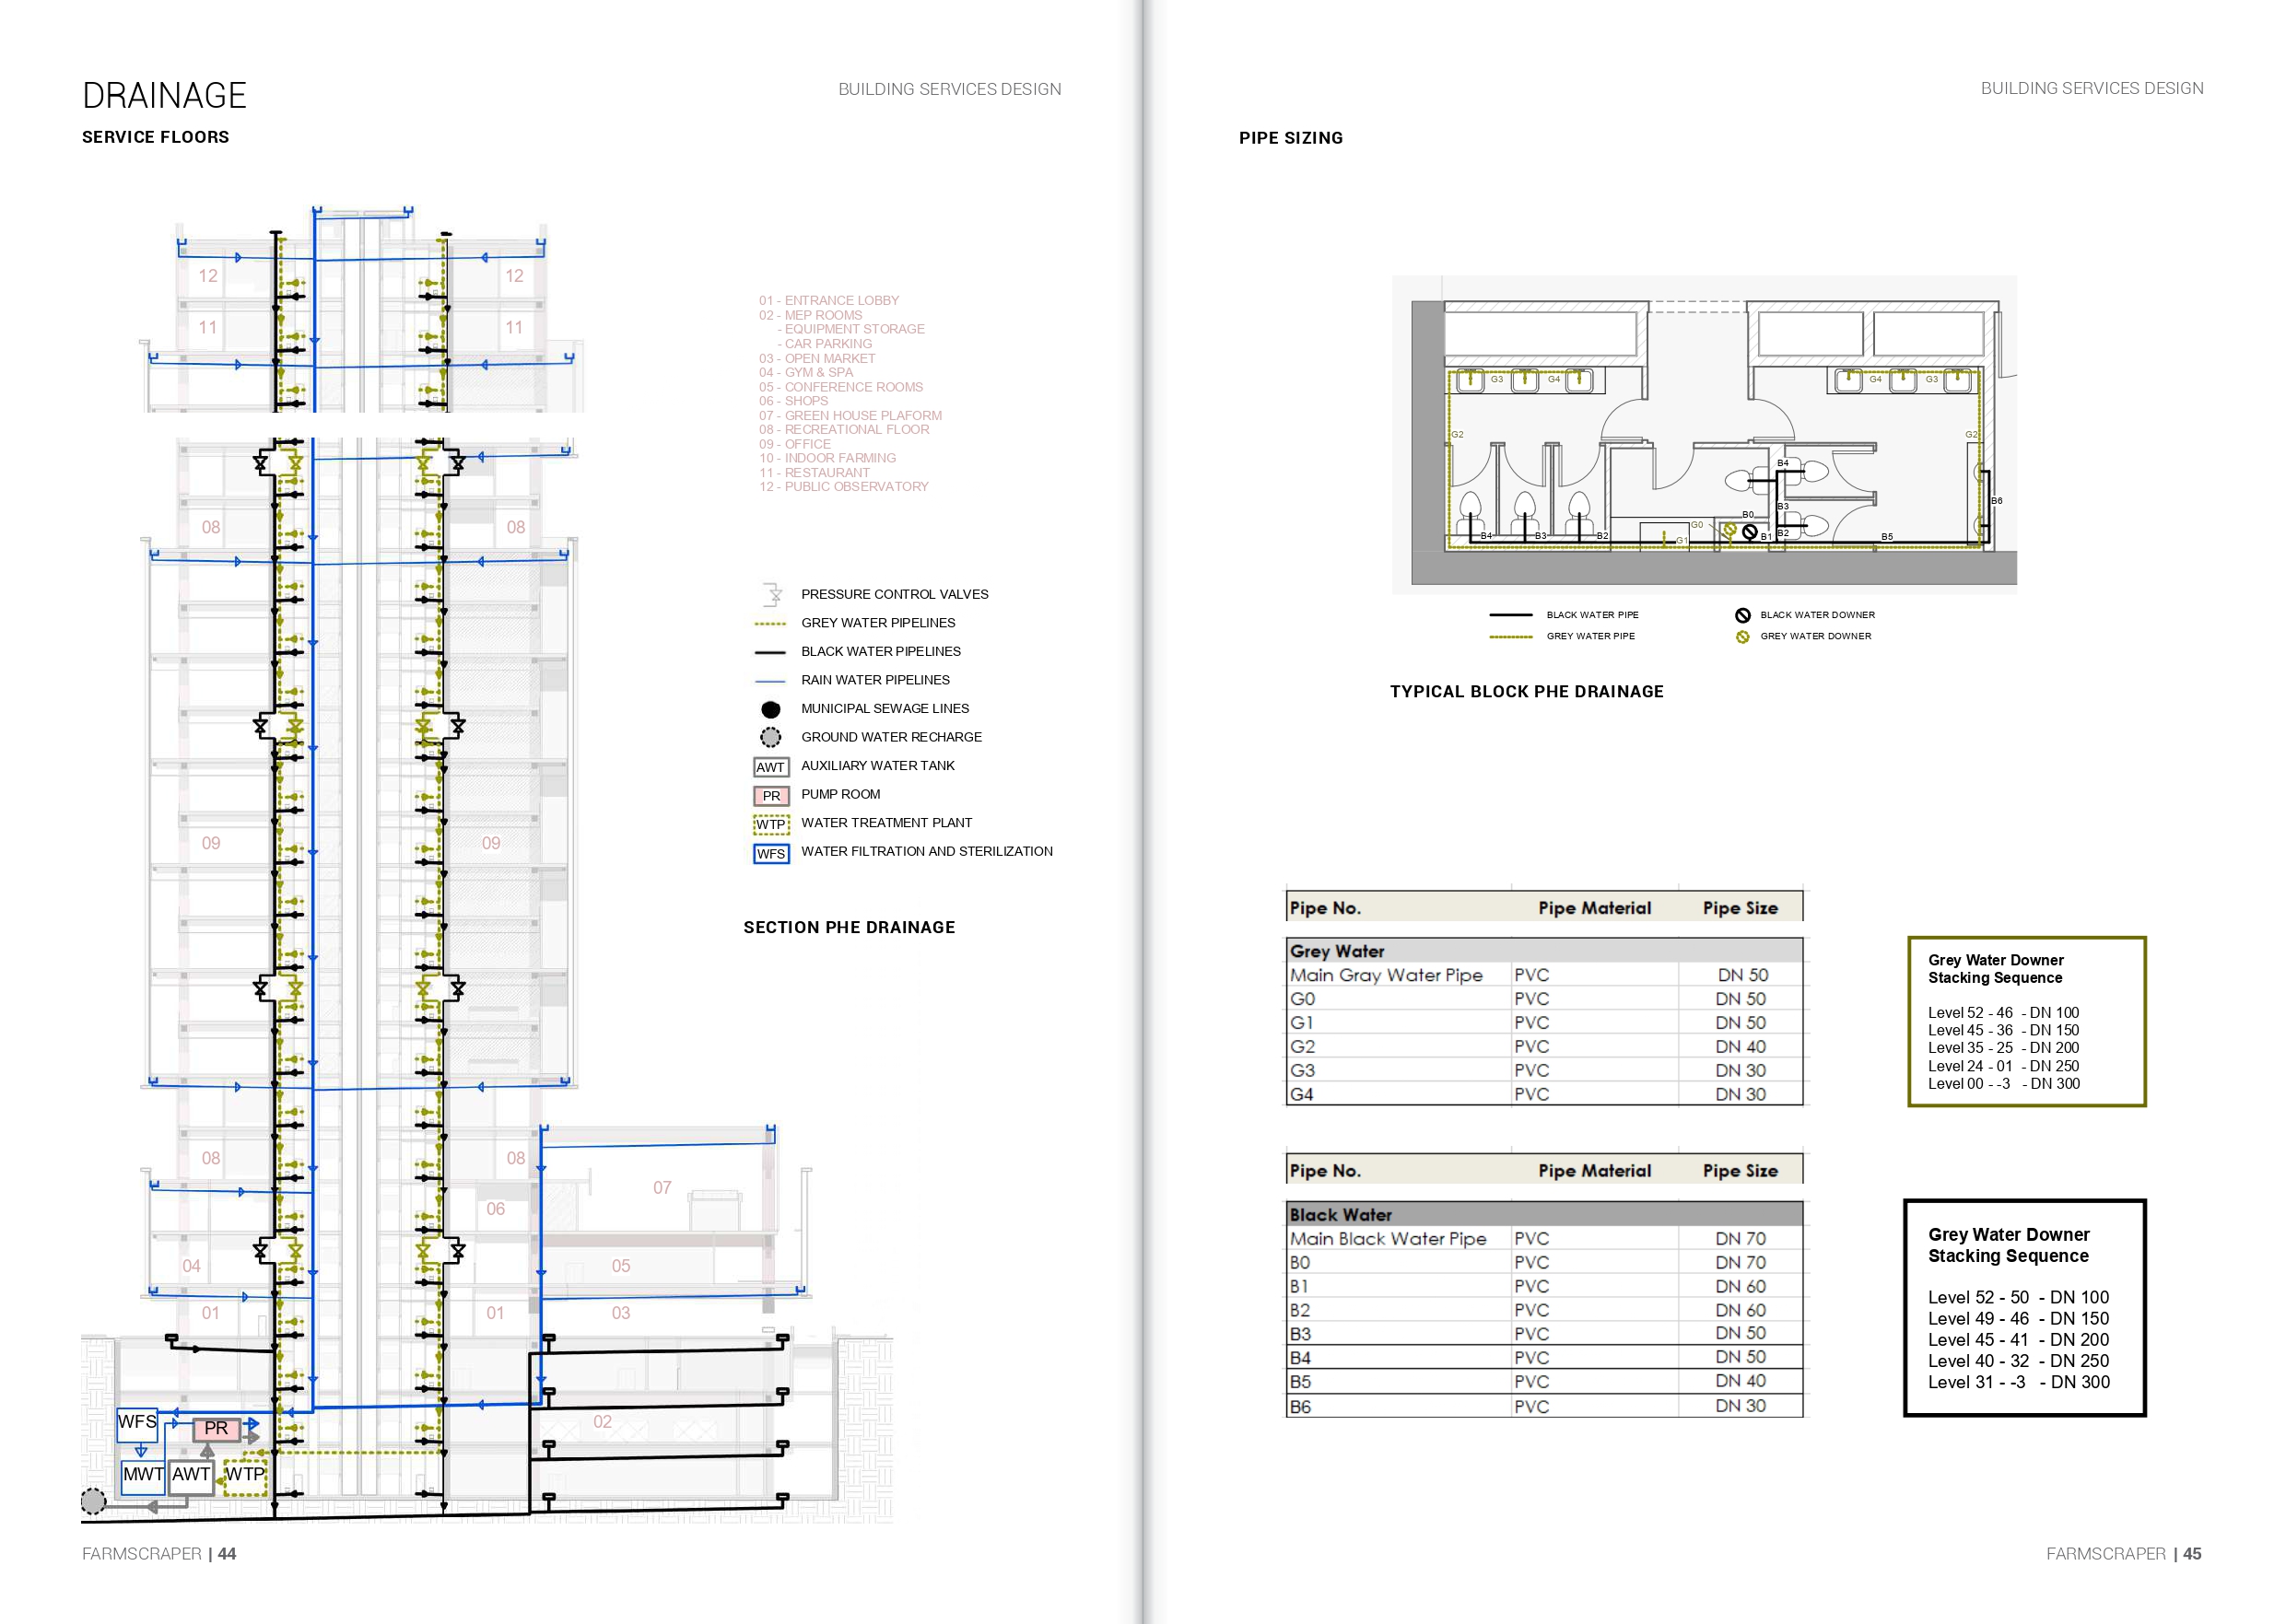 DRAINAGE
BUILDING SERVICES DESIGN
SERVICE FLOORS
12
12
11
11
08
08
09
09
08
08
07
06
04
05
01
01
03
02
WFS
PR
MWT
AWT
WTP
01 - ENTRANCE LOBBY
02 - MEP ROOMS
- EQUIPMENT STORAGE
- CAR PARKING
03 - OPEN MARKET
04 - GYM & SPA
05 - CONFERENCE ROOMS
06 - SHOPS
07 - GREEN HOUSE PLAFORM
08 - RECREATIONAL FLOOR
09 - OFFICE
10 - INDOOR FARMING
11 - RESTAURANT
12 - PUBLIC OBSERVATORY
PRESSURE CONTROL VALVES
GREY WATER PIPELINES
BLACK WATER PIPELINES
RAIN WATER PIPELINES
MUNICIPAL SEWAGE LINES
GROUND WATER RECHARGE
AWT AUXILIARY WATER TANK
PR PUMP ROOM
WTP WATER TREATMENT PLANT
WFS WATER FILTRATION AND STERILIZATION
SECTION PHE DRAINAGE
FARMSCRAPER | 44
BUILDING SERVICES DESIGN
PIPE SIZING
G3 G4 G4 G3
G2 G2
B4
B6
B3
B0
G0
B4 B3 B2 G1 B1 B2 B5
BLACK WATER PIPE BLACK WATER DOWNER
GREY WATER PIPE GREY WATER DOWNER
TYPICAL BLOCK PHE DRAINAGE
Pipe No. Pipe Material Pipe Size
Grey Water
Main Gray Water Pipe PVC DN 50
G0 PVC DN 50
G1 PVC DN 50
G2 PVC DN 40
G3 PVC DN 30
G4 PVC DN 30
Grey Water Downer
Stacking Sequence
Level 52 - 46 - DN 100
Level 45 - 36 - DN 150
Level 35 - 25 - DN 200
Level 24 - 01 - DN 250
Level 00 - -3 - DN 300
Pipe No. Pipe Material Pipe Size
Black Water
Main Black Water Pipe PVC DN 70
B0 PVC DN 70
B1 PVC DN 60
B2 PVC DN 60
B3 PVC DN 50
B4 PVC DN 50
B5 PVC DN 40
B6 PVC DN 30
Grey Water Downer
Stacking Sequence
Level 52 - 50 - DN 100
Level 49 - 46 - DN 150
Level 45 - 41 - DN 200
Level 40 - 32 - DN 250
Level 31 - -3 - DN 300
FARMSCRAPER | 45